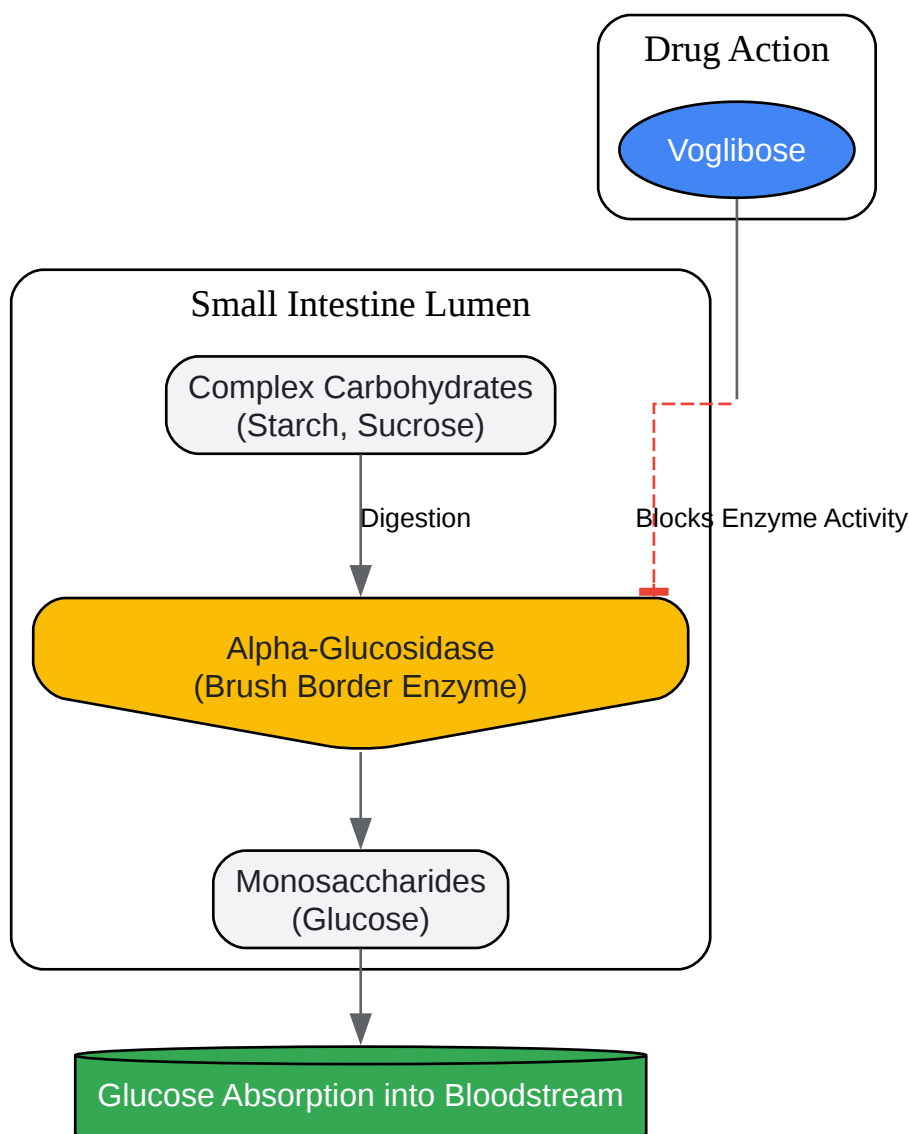 Drug Action
Voglibose
Small Intestine Lumen
Complex Carbohydrates
(Starch, Sucrose)
Digestion
Blocks Enzyme Activity
Alpha-Glucosidase
(Brush Border Enzyme)
Monosaccharides
(Glucose)
Glucose Absorption into Bloodstream